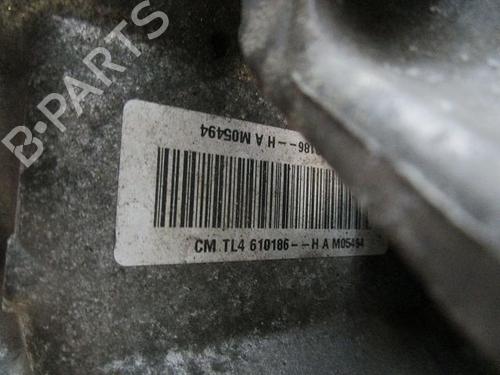 B-PARTS
186--H A M05494
CM TL4 610186--H A M05494